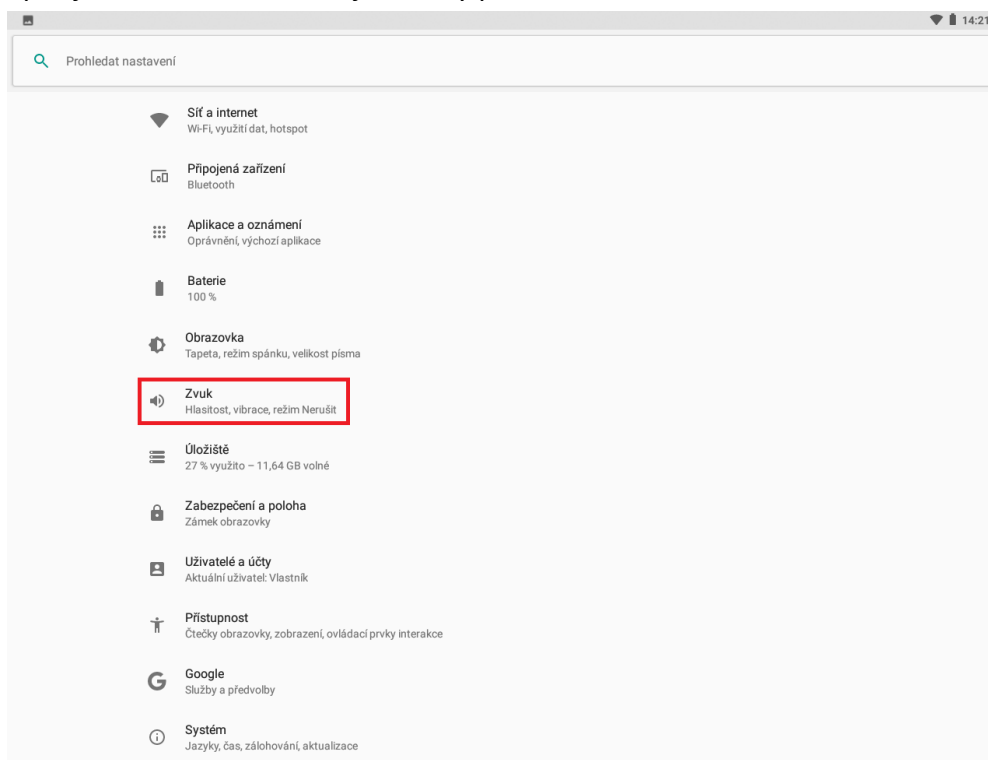 14:21
Prohledat nastavení
Síť a internet
Wi-Fi, využití dat, hotspot
Připojená zařízení
Bluetooth
Aplikace a oznámení
Oprávnění, výchozí aplikace
Baterie
100 %
Obrazovka
Tapeta, režim spánku, velikost písma
Zvuk
Hlasitost, vibrace, režim Nerušit
Úložiště
27 % využito – 11,64 GB volné
Zabezpečení a poloha
Zámek obrazovky
Uživatelé a účty
Aktuální uživatel: Vlastník
Přístupnost
Čtečky obrazovky, zobrazení, ovládací prvky interakce
Google
Služby a předvolby
Systém
Jazyky, čas, zálohování, aktualizace